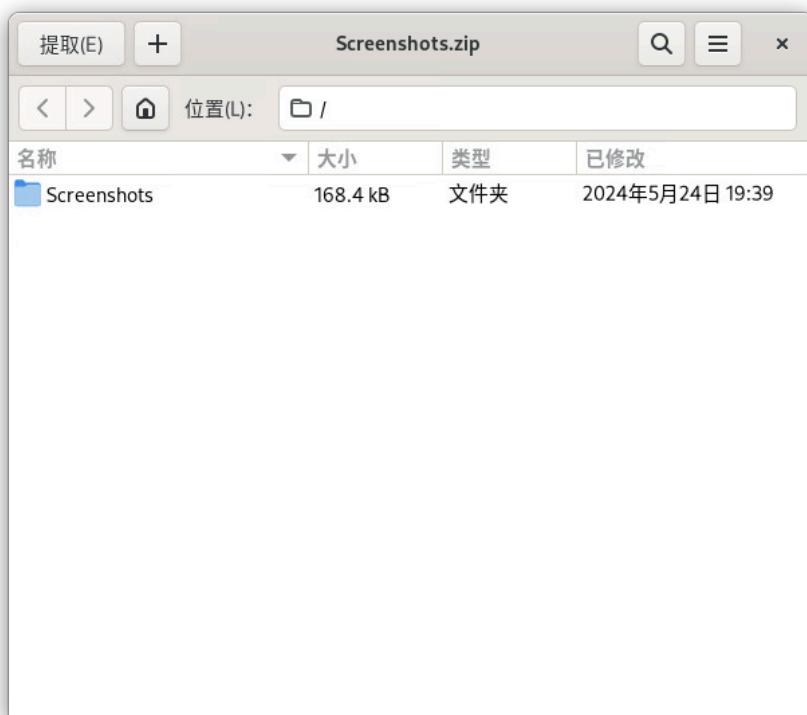 提取(E) Screenshots.zip
位置(L): /
名称 大小 类型 已修改
Screenshots 168.4 kB 文件夹 2024年5月24日 19:39